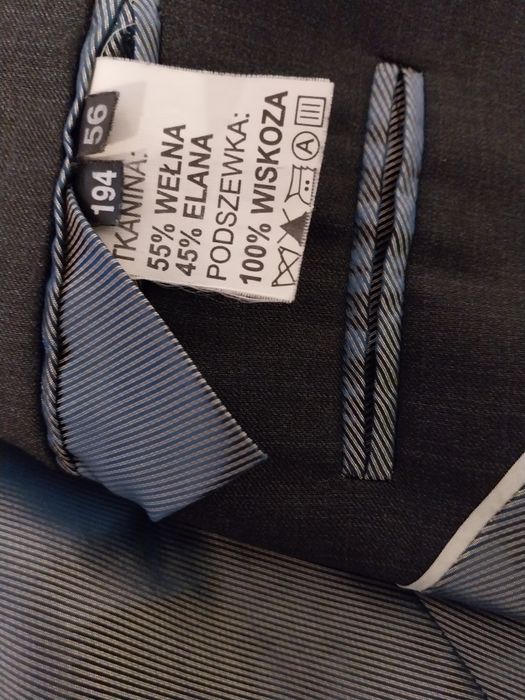 194 56
TKANINA:
55% WEŁNA
45% ELANA
PODSZEWKA:
100% WISKOZA
A